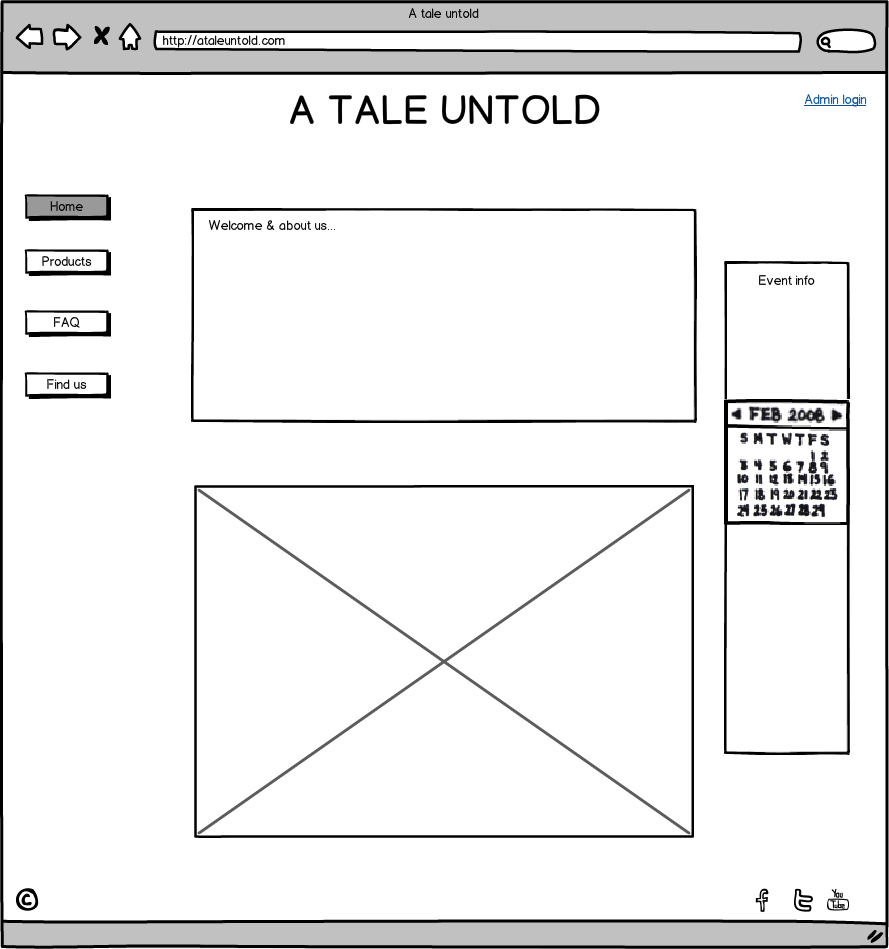 A tale untold
http://ataleuntold.com
A TALE UNTOLD
Admin login
Home
Products
FAQ
Find us
Welcome & about us...
Event info
FEB 2008
S M T W T F S
1 2
3 4 5 6 7 8 9
10 11 12 13 14 15 16
17 18 19 20 21 22 23
24 25 26 27 28 29
©
f t You
Tube